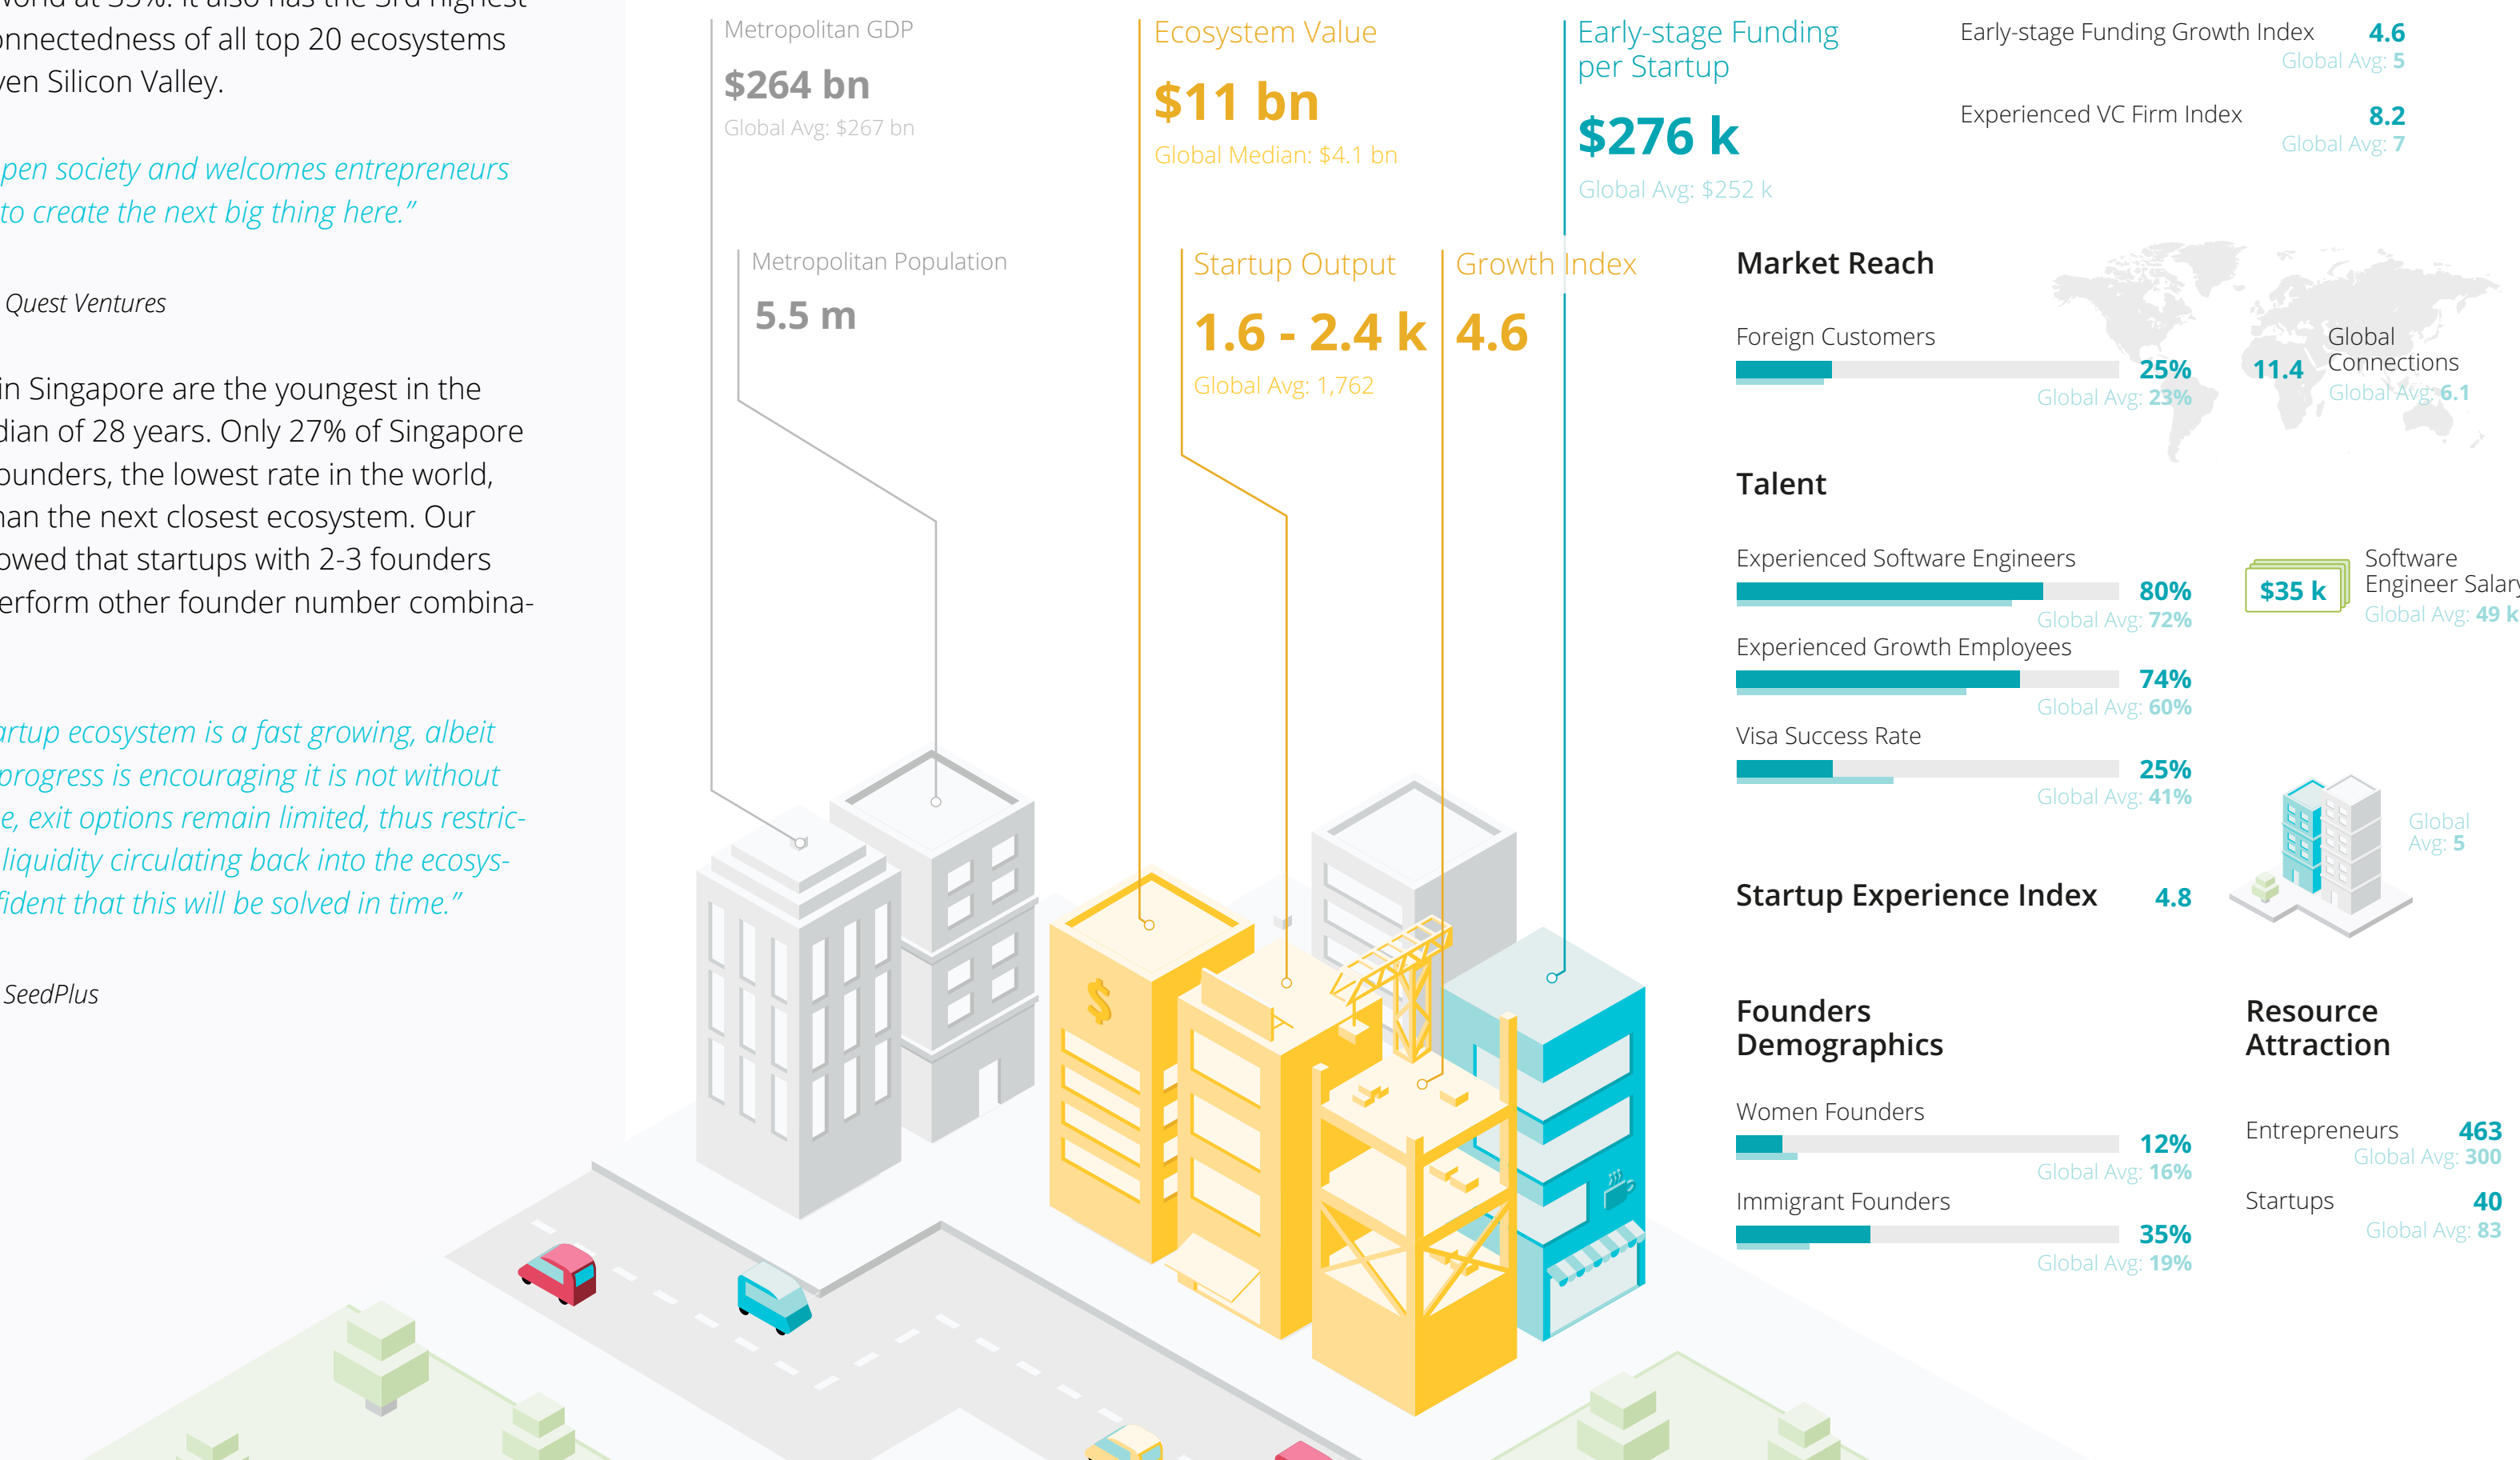 at 35%. It also has the 3rd highest
of all top 20 ecosystems
Silicon Valley.
society and welcomes entrepreneurs
to create the next big thing here.”
Quest Ventures
in Singapore are the youngest in the
of 28 years. Only 27% of Singapore
the lowest rate in the world,
the next closest ecosystem. Our
that startups with 2-3 founders
other founder number combina-
ecosystem is a fast growing, albeit
progress is encouraging it is not without
exit options remain limited, thus restric-
liquidity circulating back into the ecosys-
that this will be solved in time.”
SeedPlus
Metropolitan GDP
$264 bn
Global Avg: $267 bn
Metropolitan Population
5.5 m
Ecosystem Value
$11 bn
Global Median: $4.1 bn
Startup Output
1.6 - 2.4 k
Global Avg: 1,762
Growth Index
4.6
Early-stage Funding
per Startup
$276 k
Global Avg: $252 k
Early-stage Funding Growth Index 4.6
Global Avg: 5
Experienced VC Firm Index 8.2
Global Avg: 7
Market Reach
Foreign Customers
25%
Global Avg: 23%
11.4
Global
Connections
Global Avg: 6.1
Talent
Experienced Software Engineers
80%
Global Avg: 72%
$35 k
Software
Engineer Salary
Global Avg: 49 k
Experienced Growth Employees
74%
Global Avg: 60%
Visa Success Rate
25%
Global Avg: 41%
Startup Experience Index 4.8
Global
Avg: 5
Founders
Demographics
Women Founders
12%
Global Avg: 16%
Immigrant Founders
35%
Global Avg: 19%
Resource
Attraction
Entrepreneurs 463
Global Avg: 300
Startups 40
Global Avg: 83
$